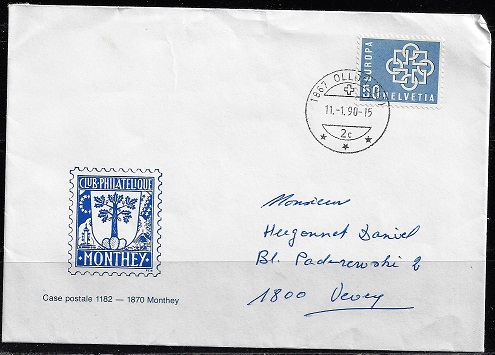 EUROPA
50 HELVETIA
1867 OLLON
11.-1.90-15
2c
CLUB PHILATÉLIQUE
MONTHEY
Case postale 1182 — 1870 Monthey
Monsieur
Hugonnet Daniel
Bl. Paderewski 2
1800 Vevey